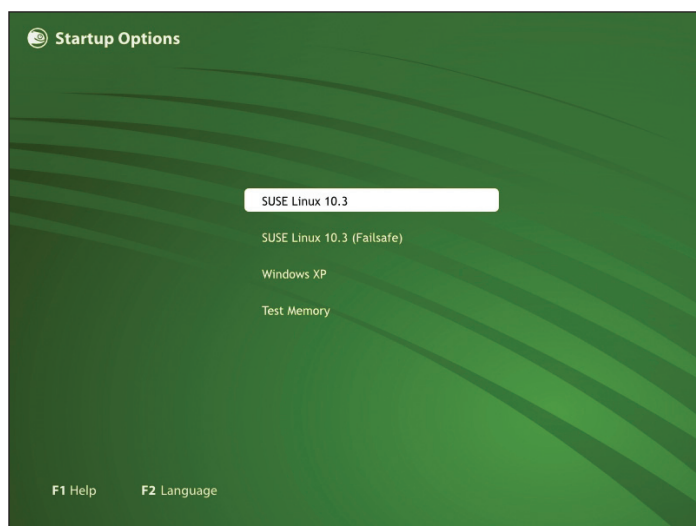 Startup Options
SUSE Linux 10.3
SUSE Linux 10.3 (Failsafe)
Windows XP
Test Memory
F1 Help F2 Language